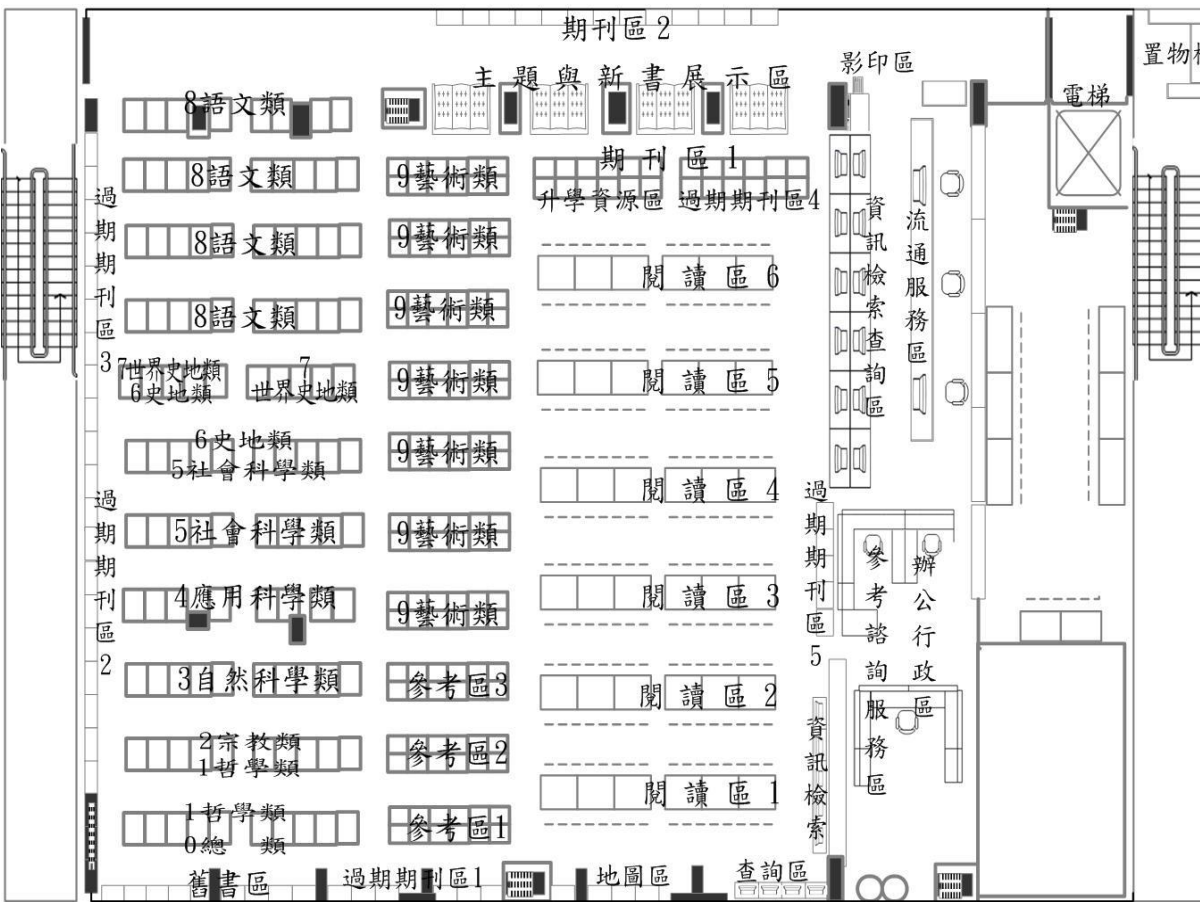 期刊區 2
主題與新書展示區
影印區
置物
電梯
8語文類
期刊區 1
8語文類
9藝術類
升學資源區
過期期刊區4
過期期刊區 3
8語文類
9藝術類
資訊檢索查詢區
流通服務區
閱讀區 6
8語文類
9藝術類
7世界史地類
6史地類
7
世界史地類
9藝術類
閱讀區 5
6史地類
5社會科學類
9藝術類
閱讀區 4
過期期刊區 2
過期期刊區 5
5社會科學類
9藝術類
參考諮詢服務區
辦公行政區
4應用科學類
9藝術類
閱讀區 3
3自然科學類
參考區3
閱讀區 2
2宗教類
1哲學類
參考區2
資訊檢索
查詢區
閱讀區 1
1哲學類
0總 類
參考區1
舊書區
過期期刊區1
地圖區